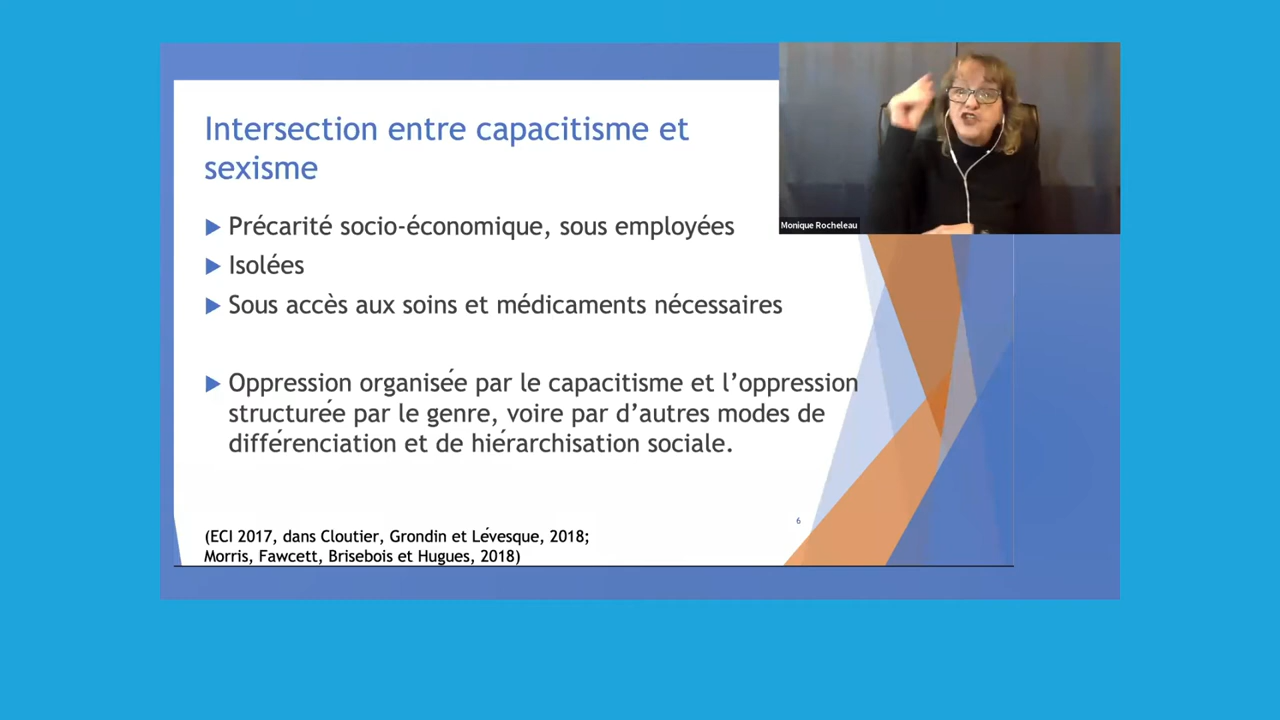 Intersection entre capacitisme et
sexisme
Précarité socio-économique, sous employées
Isolées
Sous accès aux soins et médicaments nécessaires
Oppression organisée par le capacitisme et l’oppression
structurée par le genre, voire par d’autres modes de
différenciation et de hiérarchisation sociale.
(ECI 2017, dans Cloutier, Grondin et Lévesque, 2018;
Morris, Fawcett, Brisebois et Hugues, 2018)
6
Monique Rocheleau